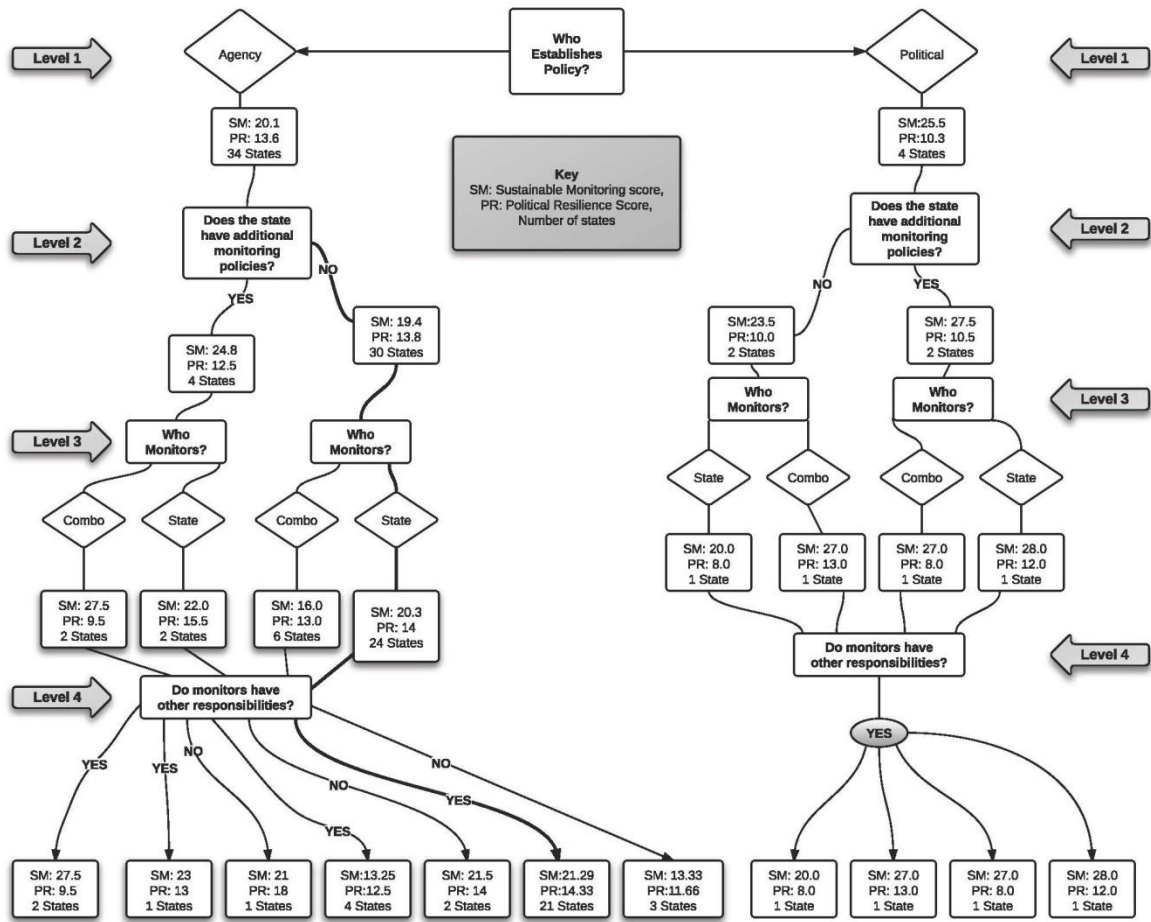 Who
Establishes
Policy?
Level 1
Agency
Political
Level 1
SM: 20.1
PR: 13.6
34 States
SM:25.5
PR:10.3
4 States
Key
SM: Sustainable Monitoring score,
PR: Political Resilience Score,
Number of states
Level 2
Does the state
have additional
monitoring
policies?
Does the state
have additional
monitoring
policies?
Level 2
YES
NO
NO
YES
SM: 24.8
PR: 12.5
4 States
SM: 19.4
PR: 13.8
30 States
SM:23.5
PR:10.0
2 States
SM: 27.5
PR: 10.5
2 States
Level 3
Who
Monitors?
Who
Monitors?
Who
Monitors?
Who
Monitors?
Level 3
Combo
State
Combo
State
State
Combo
Combo
State
SM: 27.5
PR: 9.5
2 States
SM: 22.0
PR: 15.5
2 States
SM: 16.0
PR: 13.0
6 States
SM: 20.3
PR: 14
24 States
SM: 20.0
PR: 8.0
1 State
SM: 27.0
PR: 13.0
1 State
SM: 27.0
PR: 8.0
1 State
SM: 28.0
PR: 12.0
1 State
Level 4
Do monitors have
other responsibilities?
Do monitors have
other responsibilities?
Level 4
YES
YES
NO
YES
NO
YES
NO
YES
SM: 27.5
PR: 9.5
2 States
SM: 23
PR: 13
1 States
SM: 21
PR: 18
1 States
SM:13.25
PR:12.5
4 States
SM: 21.5
PR: 14
2 States
SM:21.29
PR:14.33
21 States
SM: 13.33
PR:11.66
3 States
SM: 20.0
PR: 8.0
1 State
SM: 27.0
PR: 13.0
1 State
SM: 27.0
PR: 8.0
1 State
SM: 28.0
PR: 12.0
1 State